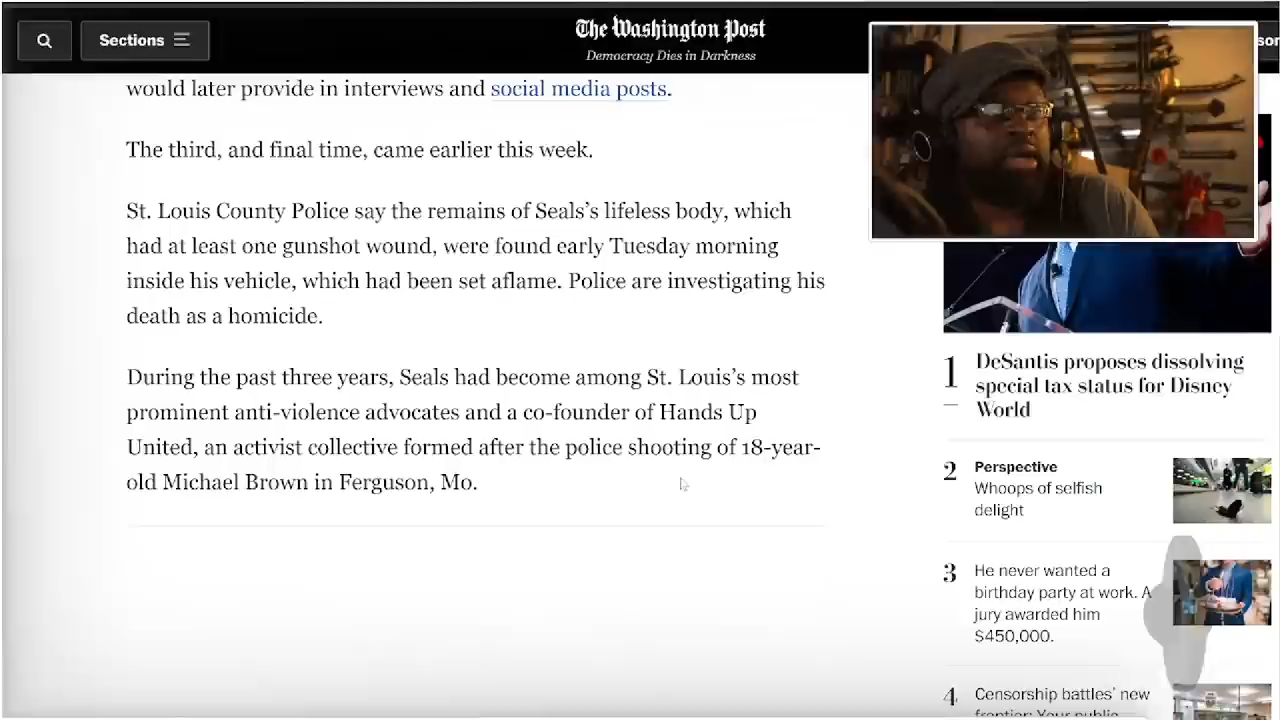 Sections
The Washington Post
Democracy Dies in Darkness
would later provide in interviews and social media posts.
The third, and final time, came earlier this week.
St. Louis County Police say the remains of Seals’s lifeless body, which
had at least one gunshot wound, were found early Tuesday morning
inside his vehicle, which had been set aflame. Police are investigating his
death as a homicide.
During the past three years, Seals had become among St. Louis’s most
prominent anti-violence advocates and a co-founder of Hands Up
United, an activist collective formed after the police shooting of 18-year-
old Michael Brown in Ferguson, Mo.
1
DeSantis proposes dissolving
special tax status for Disney
World
2
Perspective
Whoops of selfish
delight
3
He never wanted a
birthday party at work. A
jury awarded him
$450,000.
4
Censorship battles’ new
frontier: Your public